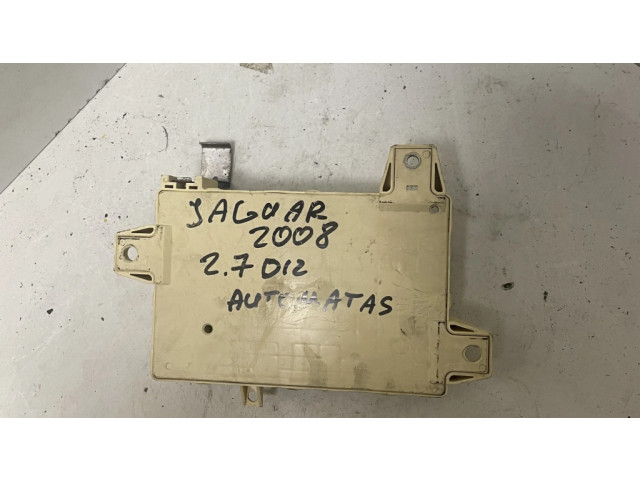 JAGUAR
2008
2.7 DIZ
AUTOMATAS